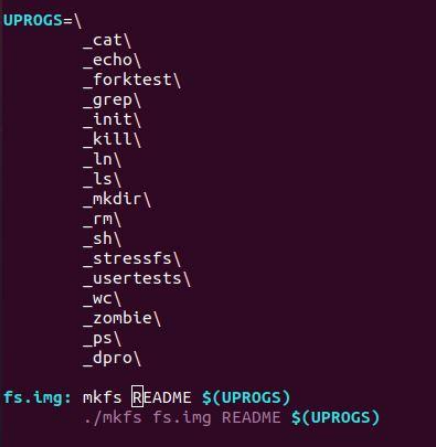 UPROGS=\
_cat\
_echo\
_forktest\
_grep\
_init\
_kill\
_ln\
_ls\
_mkdir\
_rm\
_sh\
_stressfs\
_usertests\
_wc\
_zombie\
_ps\
_dpro\
fs.img: mkfs README $(UPROGS)
./mkfs fs.img README $(UPROGS)